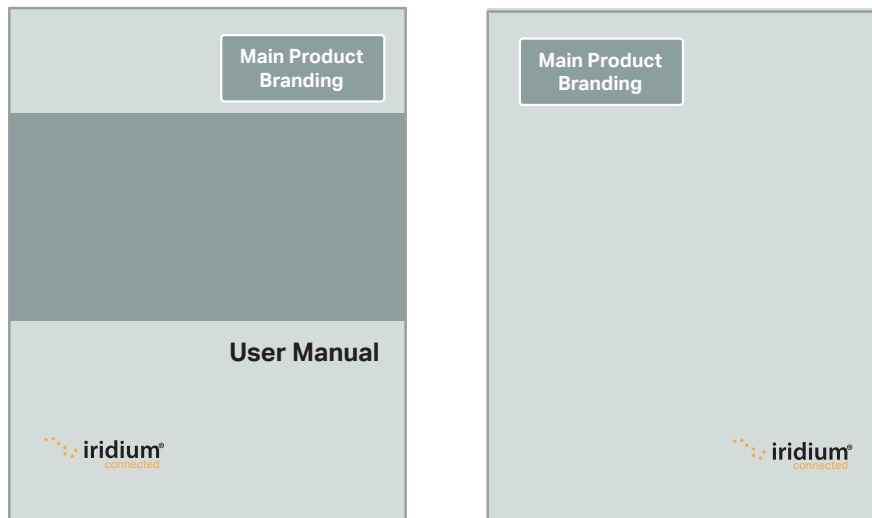 Main Product
Branding
User Manual
iridium®
connected
Main Product
Branding
iridium®
connected